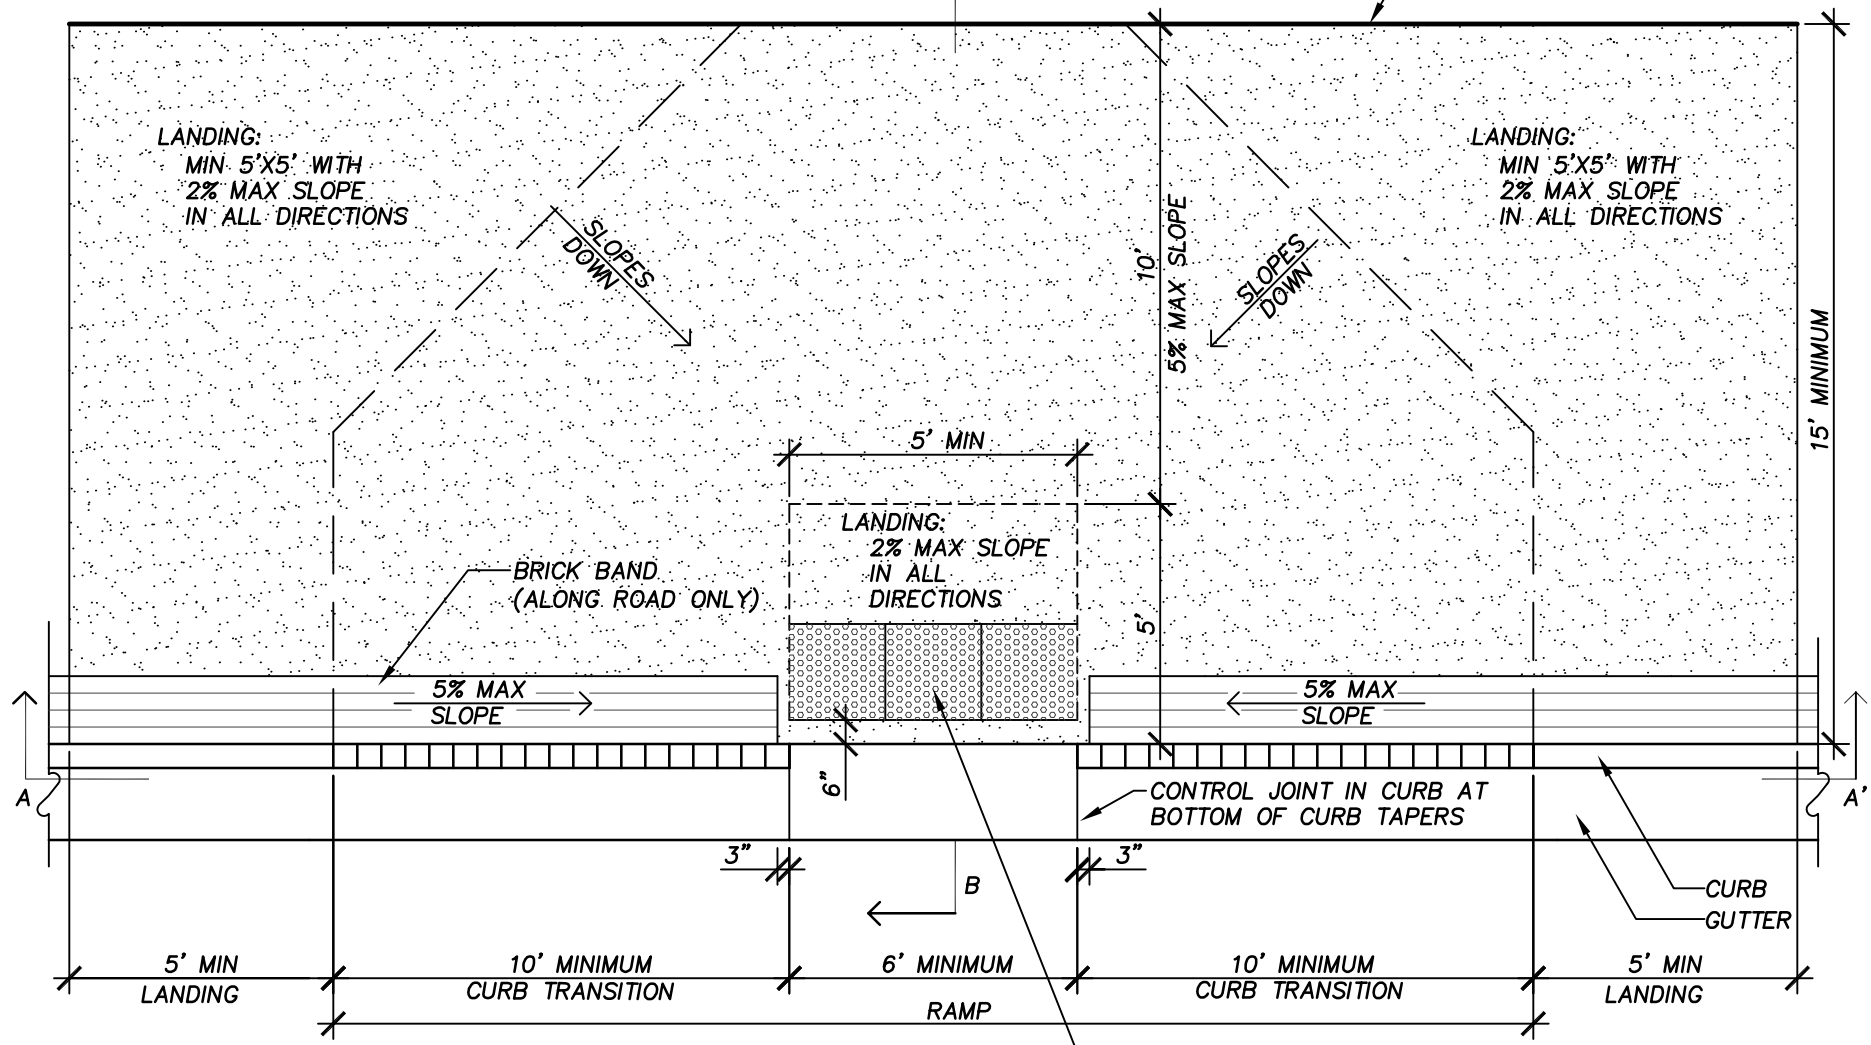 LANDING:
MIN 5'X5' WITH
2% MAX SLOPE
IN ALL DIRECTIONS
SLOPES
DOWN
10'
5% MAX SLOPE
SLOPES
DOWN
LANDING:
MIN 5'X5' WITH
2% MAX SLOPE
IN ALL DIRECTIONS
15' MINIMUM
5' MIN
LANDING:
2% MAX SLOPE
IN ALL
DIRECTIONS
BRICK BAND
(ALONG ROAD ONLY)
5'
5% MAX
SLOPE
5% MAX
SLOPE
A
6"
CONTROL JOINT IN CURB AT
BOTTOM OF CURB TAPERS
A'
3"
3"
B
CURB
GUTTER
5' MIN
LANDING
10' MINIMUM
CURB TRANSITION
6' MINIMUM
10' MINIMUM
CURB TRANSITION
5' MIN
LANDING
RAMP